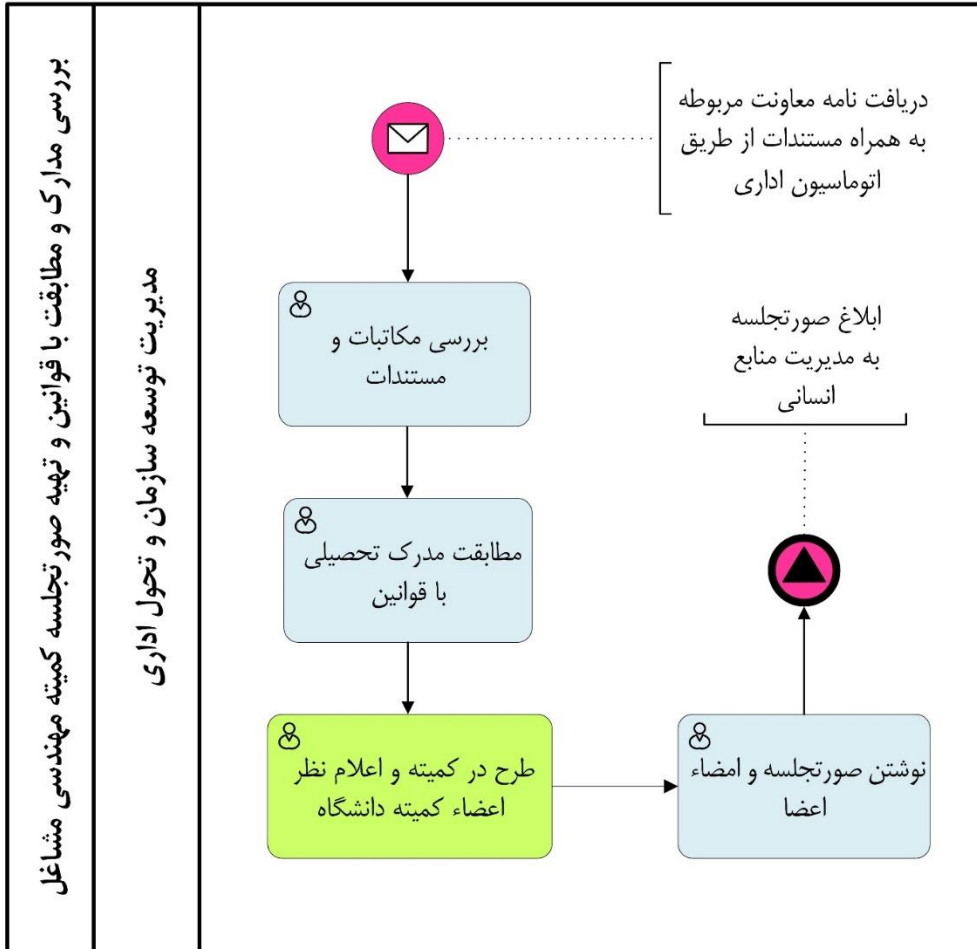 بررسی مدارک و مطابقت با قوانین و تهیه صورتجلسه کمیته مهندسی مشاغل
مدیریت توسعه سازمان و تحول اداری
دریافت نامه معاونت مربوطه
به همراه مستندات از طریق
اتوماسیون اداری
بررسی مکاتبات و
مستندات
مطابقت مدرک تحصیلی
با قوانین
طرح در کمیته و اعلام نظر
اعضاء کمیته دانشگاه
نوشتن صورتجلسه و امضاء
اعضا
ابلاغ صورتجلسه
به مدیریت منابع
انسانی